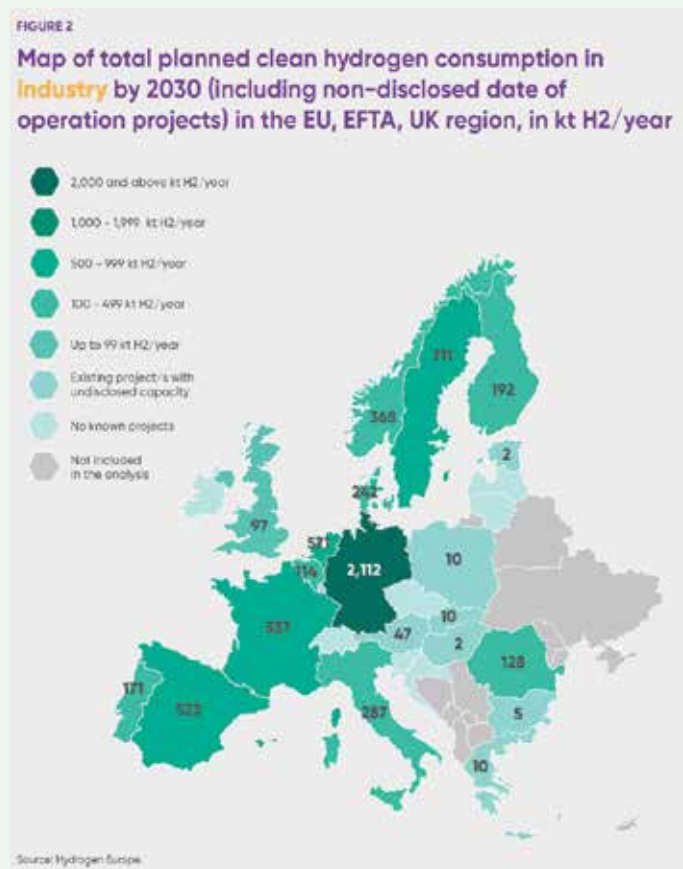 FIGURE 2
Map of total planned clean hydrogen consumption in
industry by 2030 (including non-disclosed date of
operation projects) in the EU, EFTA, UK region, in kt H2/year
2,000 and above kt H2/year
1,000 - 1,999 kt H2/year
500 - 999 kt H2/year
100 - 499 kt H2/year
Up to 99 kt H2/year
Existing project/s with
undisclosed capacity
No known projects
Not included
in the analysis
711
192
368
2
242
97
571
114
2,112
10
10
537
47
2
128
171
523
287
5
10
Source: Hydrogen Europe.